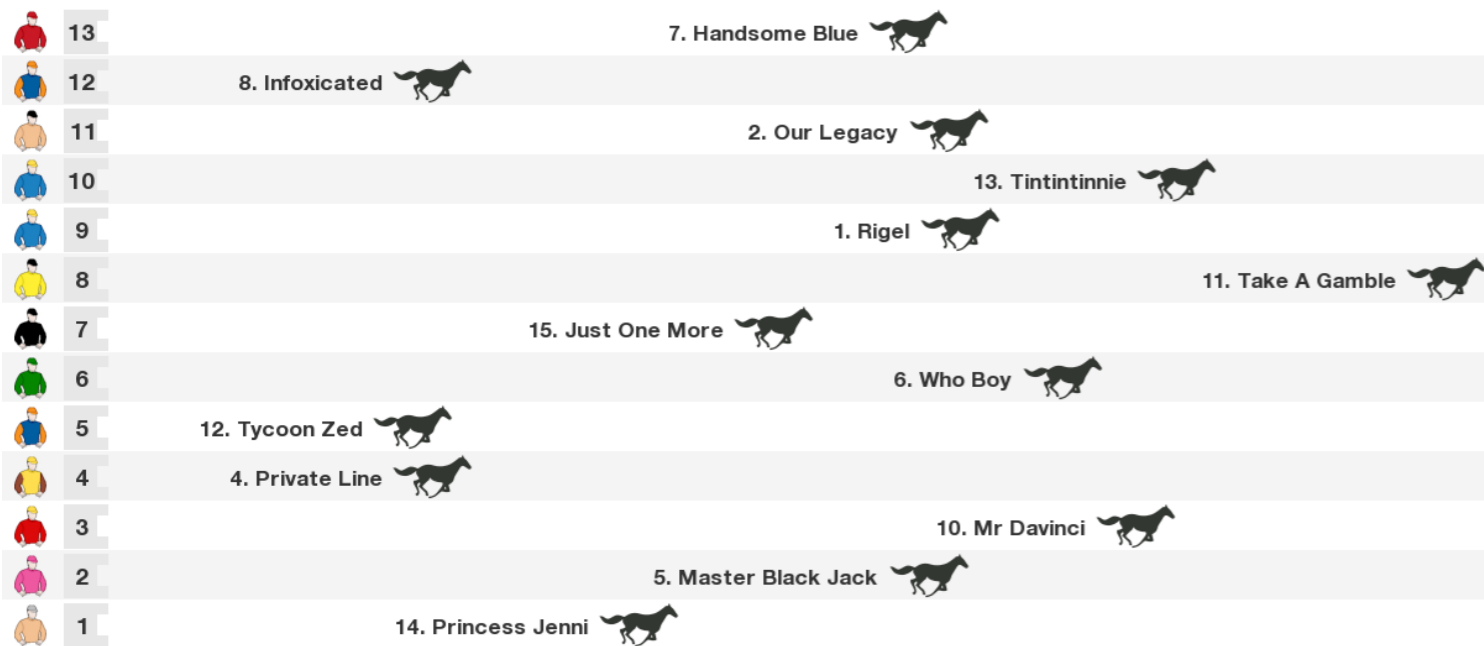 13 7. Handsome Blue
12 8. Infoxicated
11 2. Our Legacy
10 13. Tintintinnie
9 1. Rigel
8 11. Take A Gamble
7 15. Just One More
6 6. Who Boy
5 12. Tycoon Zed
4 4. Private Line
3 10. Mr Davinci
2 5. Master Black Jack
1 14. Princess Jenni